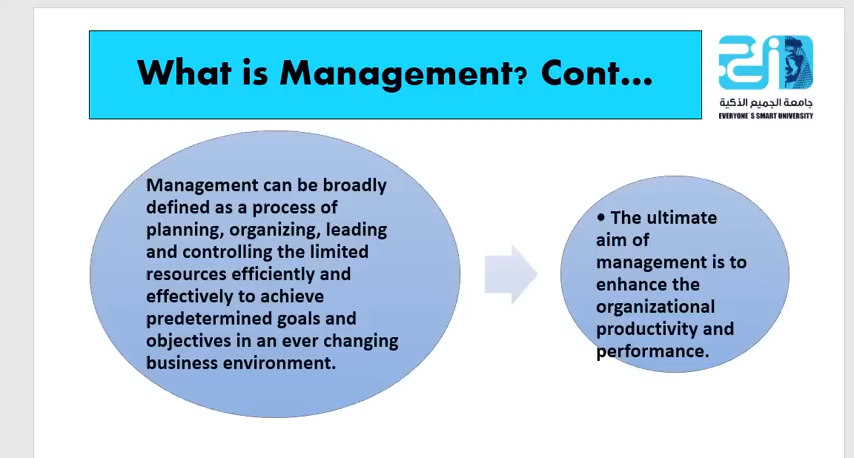 What is Management? Cont...
جامعة الجميع الذكية
EVERYONE`S SMART UNIVERSITY
Management can be broadly
defined as a process of
planning, organizing, leading
and controlling the limited
resources efficiently and
effectively to achieve
predetermined goals and
objectives in an ever changing
business environment.
• The ultimate
aim of
management is to
enhance the
organizational
productivity and
performance.